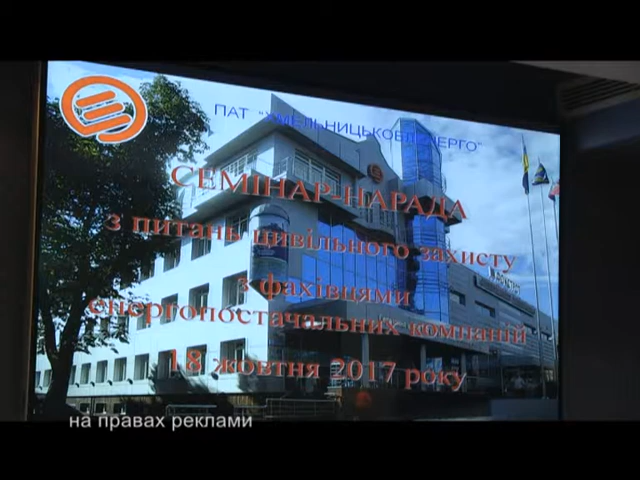 ПАТ "ХМЕЛЬНИЦЬКОБЛЕНЕРГО"
СЕМІНАР-НАРАДА
з питань цивільного захисту
з фахівцями
енергопостачальних компаній
18 жовтня 2017 року
на правах реклами